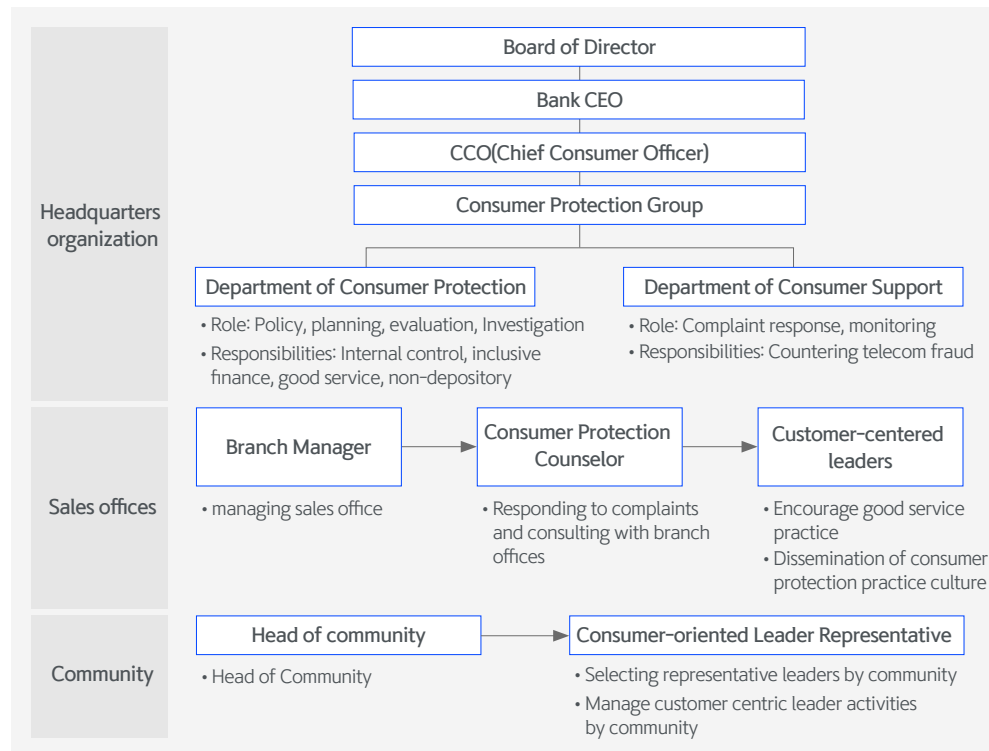 Board of Director
Bank CEO
CCO(Chief Consumer Officer)
Consumer Protection Group
Headquarters
organization
Department of Consumer Protection
• Role: Policy, planning, evaluation, Investigation
• Responsibilities: Internal control, inclusive
finance, good service, non-depository
Department of Consumer Support
• Role: Complaint response, monitoring
• Responsibilities: Countering telecom fraud
Sales offices
Branch Manager
• managing sales office
Consumer Protection
Counselor
• Responding to complaints
and consulting with branch
offices
Customer-centered
leaders
• Encourage good service
practice
• Dissemination of consumer
protection practice culture
Community
Head of community
• Head of Community
Consumer-oriented Leader Representative
• Selecting representative leaders by community
• Manage customer centric leader activities
by community